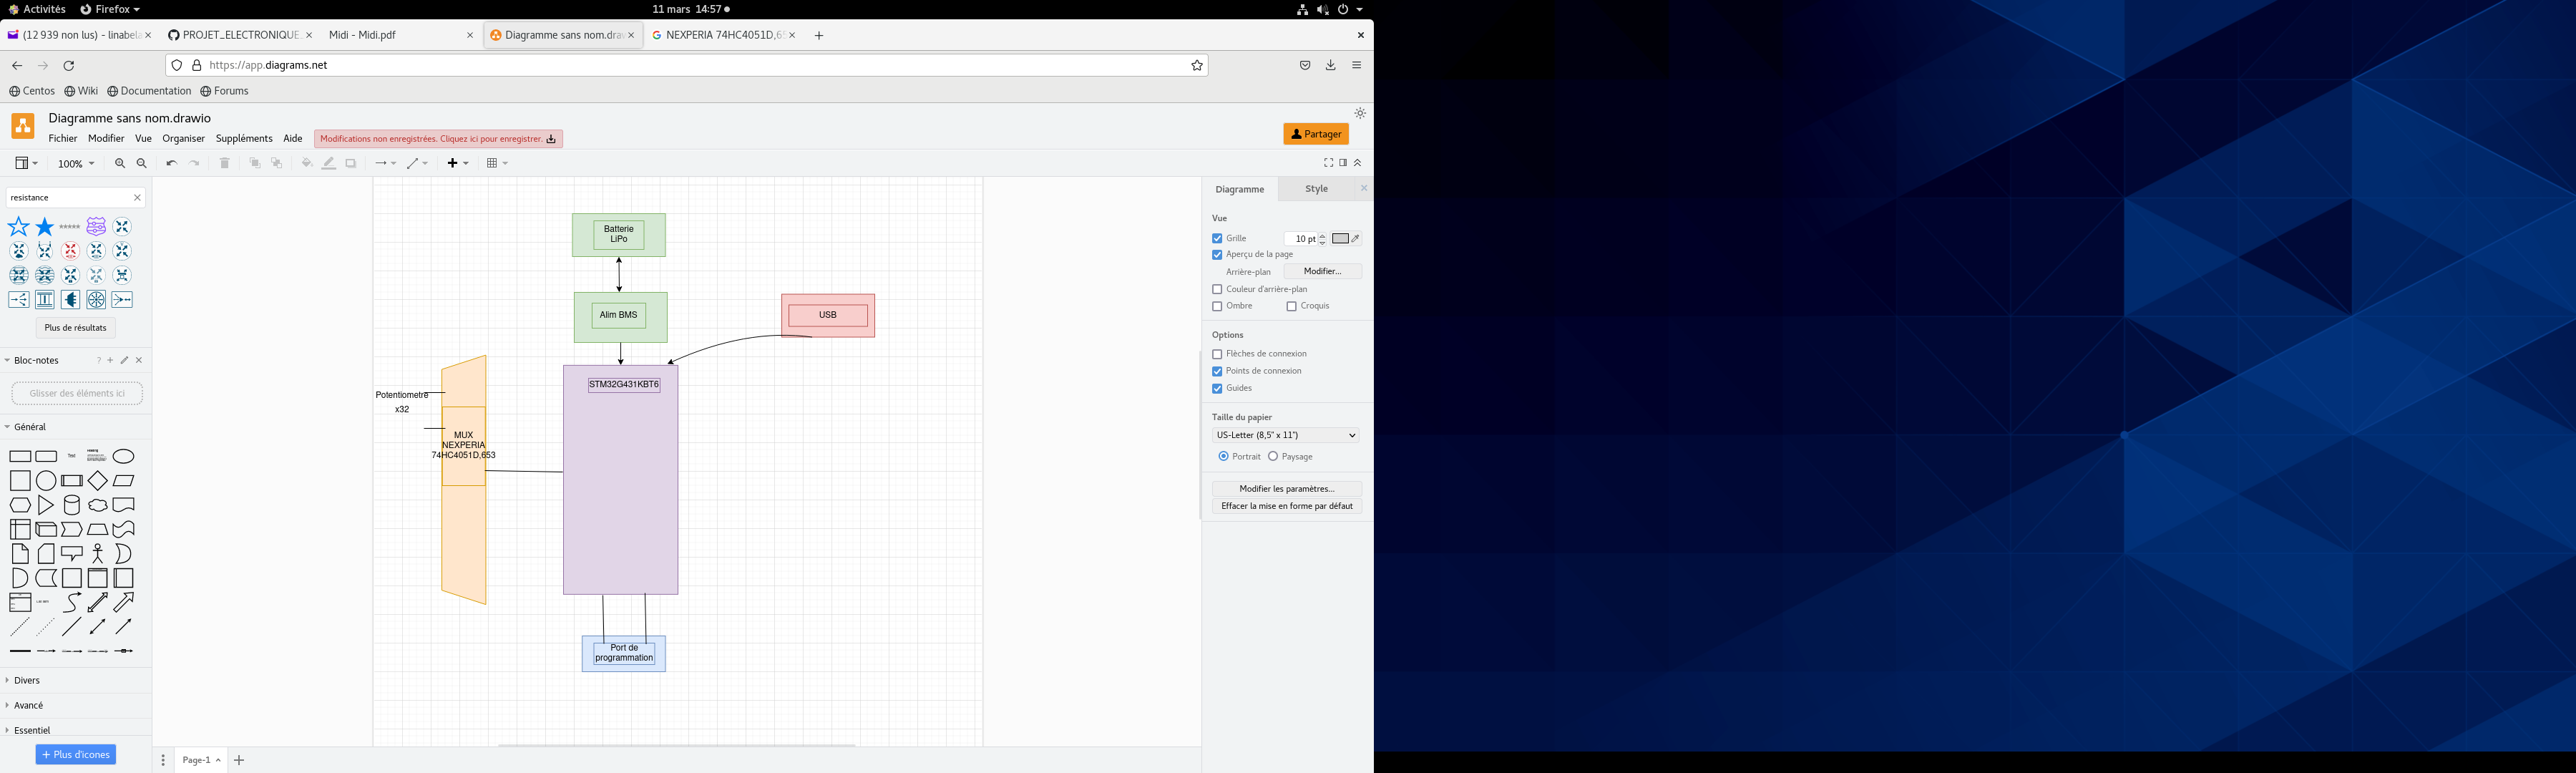 Activités
Firefox
11 mars 14:57
(12 939 non lus) - linabela
PROJET_ELECTRONIQUE
Midi - Midi.pdf
Diagramme sans nom.draw
NEXPERIA 74HC4051D,65
https://app.diagrams.net
Centos
Wiki
Documentation
Forums
Diagramme sans nom.drawio
Fichier
Modifier
Vue
Organiser
Suppléments
Aide
Modifications non enregistrées. Cliquez ici pour enregistrer.
Partager
100%
resistance
Plus de résultats
Bloc-notes
?
Glisser des éléments ici
Général
Text
Divers
Avancé
Essentiel
+ Plus d'icones
Batterie
LiPo
Alim BMS
USB
STM32G431KBT6
Potentiometre
x32
MUX
NEXPERIA
74HC4051D,653
Port de
programmation
Page-1
Diagramme
Style
Vue
Grille
10 pt
Aperçu de la page
Arrière-plan
Modifier...
Couleur d'arrière-plan
Ombre
Croquis
Options
Flèches de connexion
Points de connexion
Guides
Taille du papier
US-Letter (8,5" x 11")
Portrait
Paysage
Modifier les paramètres...
Effacer la mise en forme par défaut